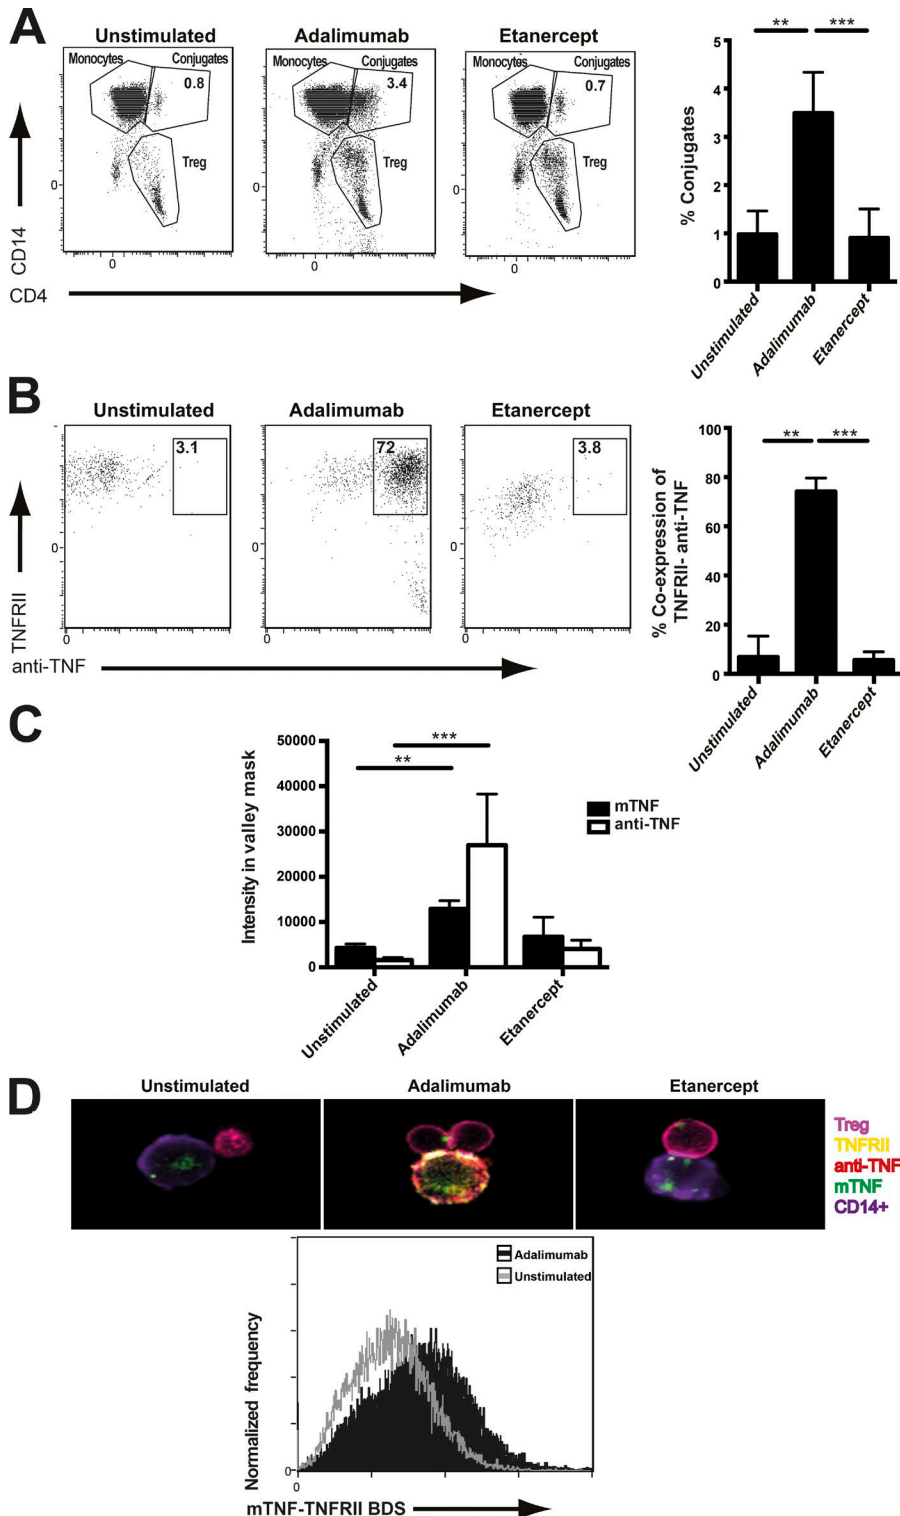 A
Unstimulated
Adalimumab
Etanercept
Monocytes
Conjugates
0.8
Treg
0
0
Monocytes
Conjugates
3.4
Treg
0
0
Monocytes
Conjugates
0.7
Treg
0
0
CD14
CD4
** ***
% Conjugates
5
4
3
2
1
0
Unstimulated
Adalimumab
Etanercept
B
Unstimulated
Adalimumab
Etanercept
3.1
72
3.8
0
0
0
0
0
0
TNFRII
anti-TNF
** ***
% Co-expression of
TNFRII- anti-TNF
100
80
60
40
20
0
Unstimulated
Adalimumab
Etanercept
C
Intensity in valley mask
50000
40000
30000
20000
10000
0
***
**
mTNF
anti-TNF
Unstimulated
Adalimumab
Etanercept
D
Unstimulated
Adalimumab
Etanercept
Treg
TNFRII
anti-TNF
mTNF
CD14+
Adalimumab
Unstimulated
Normalized frequency
0
0
mTNF-TNFRII BDS